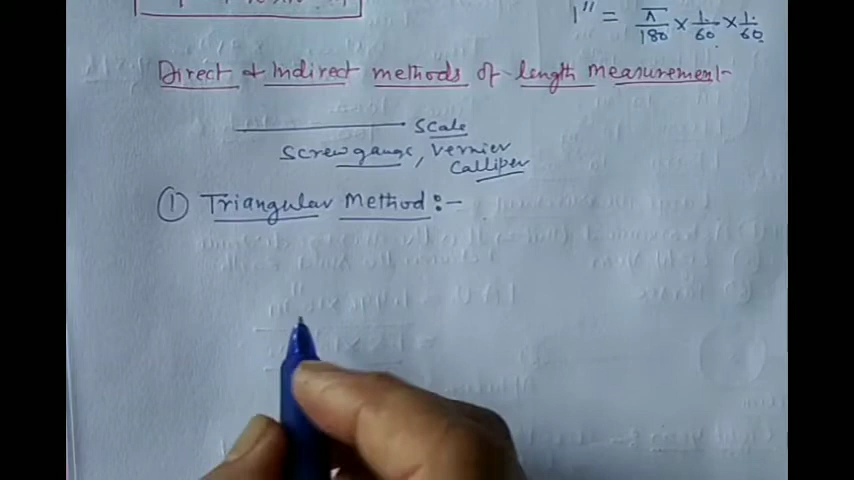 1" = π/180 × 1/60 × 1/60
Direct & Indirect methods of length measurement-
Scale
Screw gauge, Vernier
Calliper
① Triangular Method :-